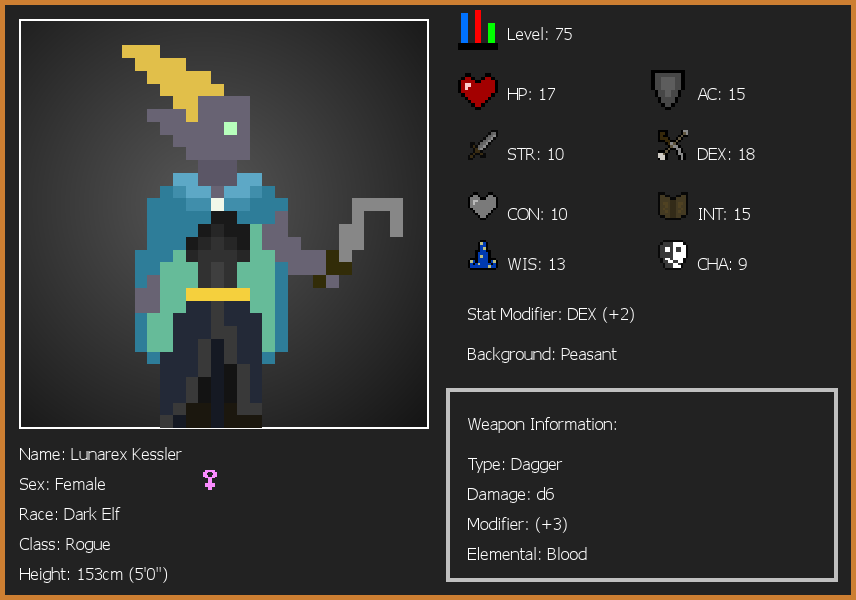 Level: 75
HP: 17
AC: 15
STR: 10
DEX: 18
CON: 10
INT: 15
WIS: 13
CHA: 9
Stat Modifier: DEX (+2)
Background: Peasant
Weapon Information:
Type: Dagger
Damage: d6
Modifier: (+3)
Elemental: Blood
Name: Lunarex Kessler
Sex: Female
Race: Dark Elf
Class: Rogue
Height: 153cm (5'0")